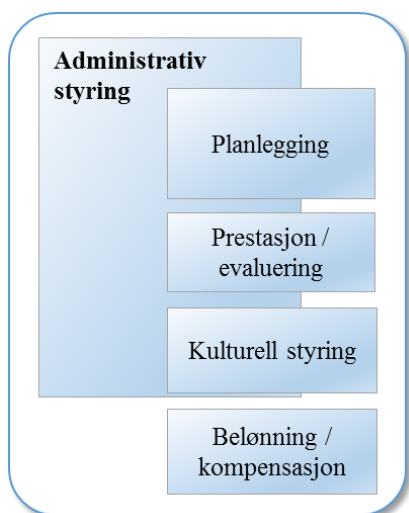 Administrativ
styring
Planlegging
Prestasjon /
evaluering
Kulturell styring
Belønning /
kompensasjon